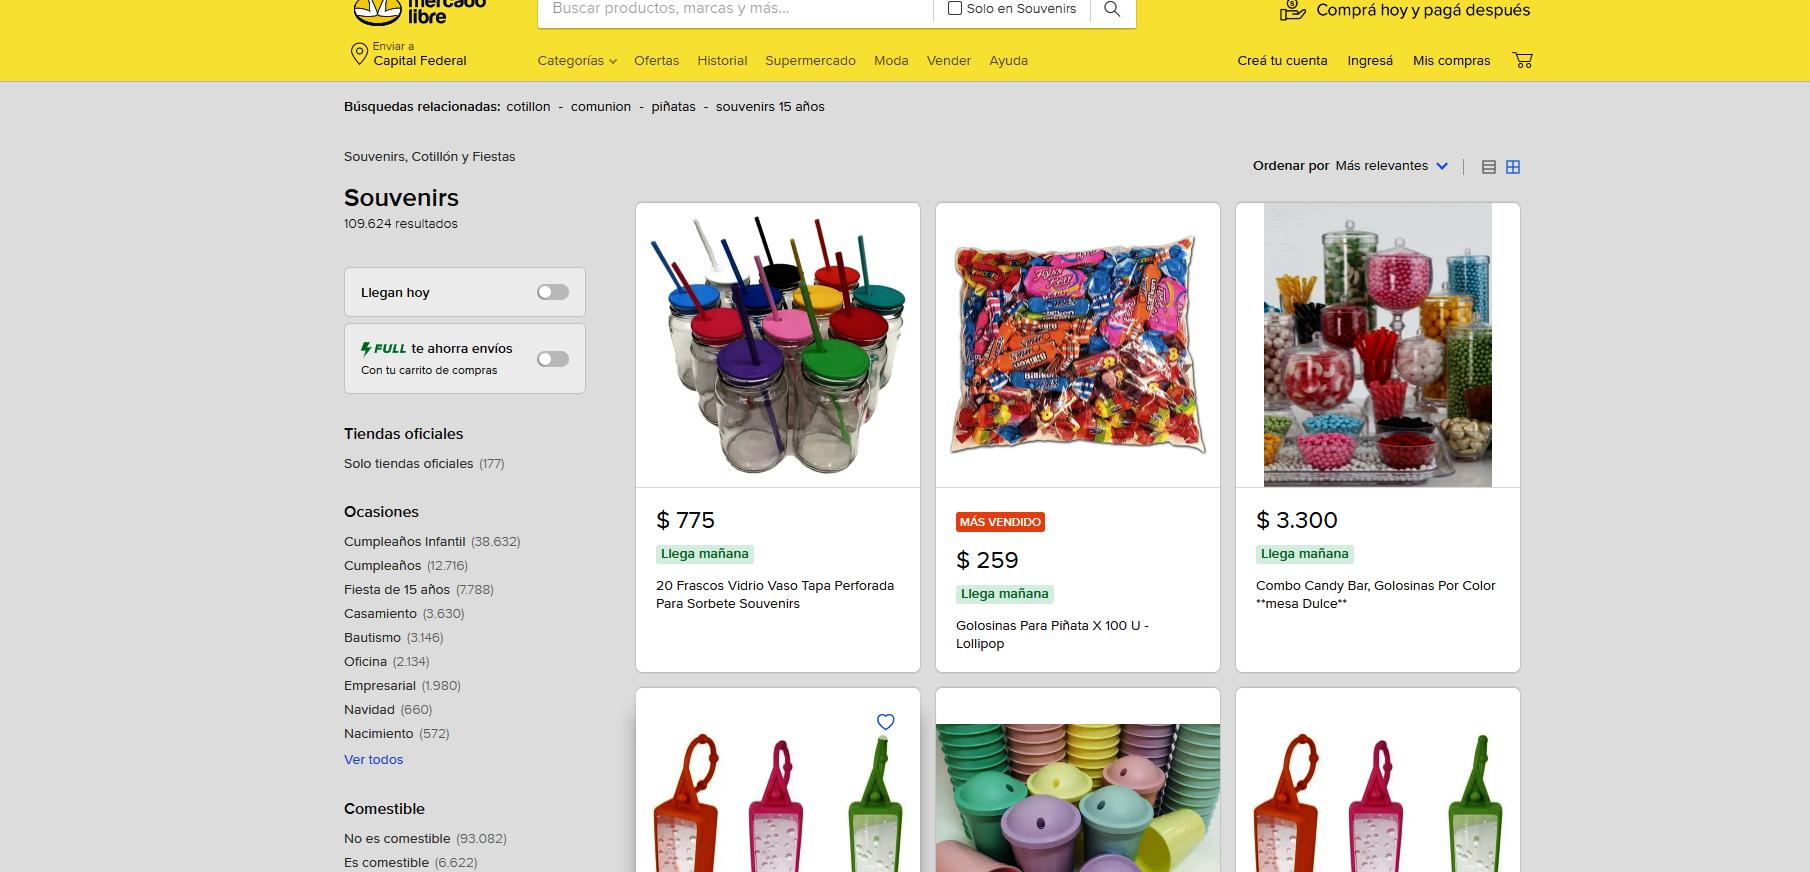 mercado
libre
Buscar productos, marcas y más...
Solo en Souvenirs
Comprá hoy y pagá después
Enviar a
Capital Federal
Categorías
Ofertas
Historial
Supermercado
Moda
Vender
Ayuda
Creá tu cuenta
Ingresá
Mis compras
Búsquedas relacionadas: cotillon - comunion - piñatas - souvenirs 15 años
Souvenirs, Cotillón y Fiestas
Souvenirs
109.624 resultados
Ordenar por Más relevantes
Llegan hoy
FULL te ahorra envíos
Con tu carrito de compras
Tiendas oficiales
Solo tiendas oficiales (177)
Ocasiones
Cumpleaños Infantil (38.632)
Cumpleaños (12.716)
Fiesta de 15 años (7.788)
Casamiento (3.630)
Bautismo (3.146)
Oficina (2.134)
Empresarial (1.980)
Navidad (660)
Nacimiento (572)
Ver todos
Comestible
No es comestible (93.082)
Es comestible (6.622)
$ 775
Llega mañana
20 Frascos Vidrio Vaso Tapa Perforada
Para Sorbete Souvenirs
Flynn
Paff
Billiken
MÁS VENDIDO
$ 259
Llega mañana
Golosinas Para Piñata X 100 U -
Lollipop
$ 3.300
Llega mañana
Combo Candy Bar, Golosinas Por Color
**mesa Dulce**